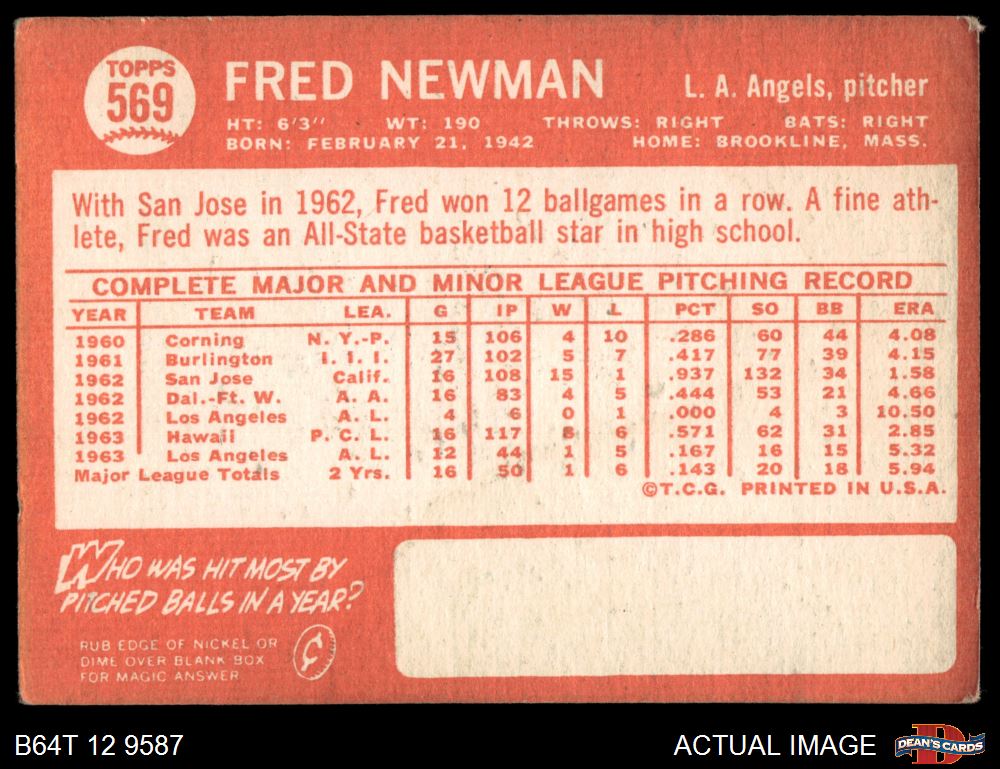 TOPPS
569
FRED NEWMAN
L. A. Angels, pitcher
HT: 6'3" WT: 190 THROWS: RIGHT BATS: RIGHT
BORN: FEBRUARY 21, 1942 HOME: BROOKLINE, MASS.
With San Jose in 1962, Fred won 12 ballgames in a row. A fine ath-
lete, Fred was an All-State basketball star in high school.
COMPLETE MAJOR AND MINOR LEAGUE PITCHING RECORD
YEAR TEAM LEA. G IP W L PCT SO BB ERA
1960 Corning N. Y.-P. 15 106 4 10 .286 60 44 4.08
1961 Burlington I. I. I. 27 102 5 7 .417 77 39 4.15
1962 San Jose Calif. 16 108 15 1 .937 132 34 1.58
1962 Dal.-Ft. W. A. A. 16 83 4 5 .444 53 21 4.66
1962 Los Angeles A. L. 4 6 0 1 .000 4 3 10.50
1963 Hawaii P. C. L. 16 117 8 6 .571 62 31 2.85
1963 Los Angeles A. L. 12 44 1 5 .167 16 15 5.32
Major League Totals 2 Yrs. 16 50 1 6 .143 20 18 5.94
©T.C.G. PRINTED IN U.S.A.
WHO WAS HIT MOST BY
PITCHED BALLS IN A YEAR?
RUB EDGE OF NICKEL OR
DIME OVER BLANK BOX
FOR MAGIC ANSWER
¢
B64T 12 9587
ACTUAL IMAGE
D
DEAN'S CARDS